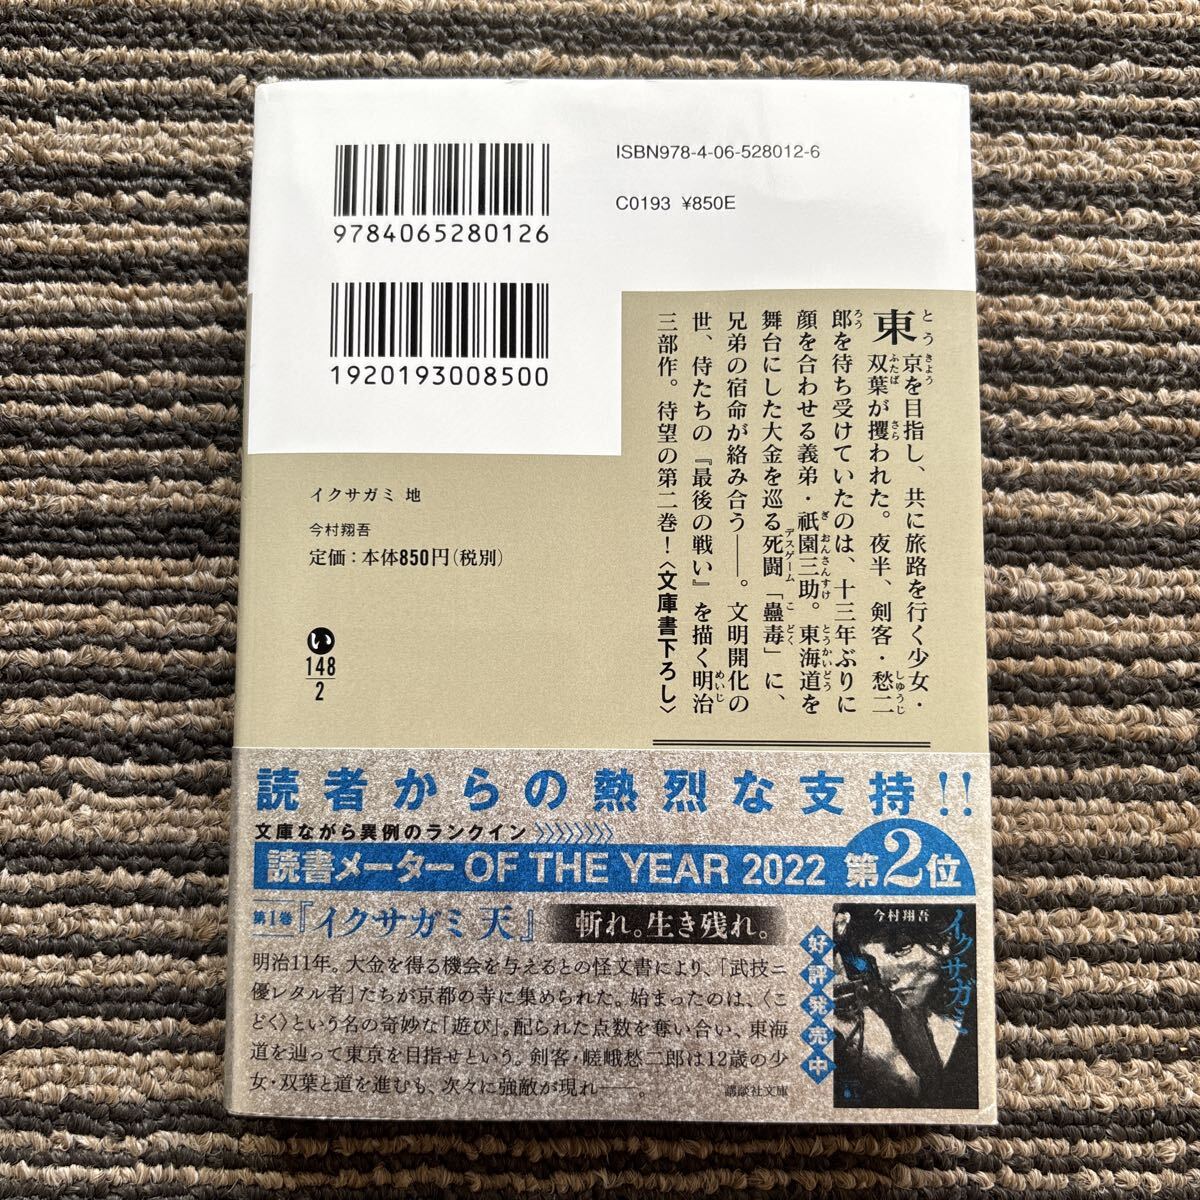 ISBN978-4-06-528012-6
C0193 ¥850E
9784065280126
1920193008500
東京を目指し、共に旅路を行く少女・
双葉が攫われた。夜半、剣客・愁二
郎を待ち受けていたのは、十三年ぶりに
顔を合わせる義弟・祇園三助。東海道を
舞台にした大金を巡る死闘「蠱毒」に、
兄弟の宿命が絡み合う――。文明開化の
世、侍たちの『最後の戦い』を描く明治
三部作。待望の第二巻!〈文庫書下ろし〉
イクサガミ 地
今村翔吾
定価:本体850円(税別)
い
148
2
読者からの熱烈な支持!!
文庫ながら異例のランクイン
読書メーター OF THE YEAR 2022 第2位
第1巻『イクサガミ 天』 斬れ。生き残れ。
明治11年。大金を得る機会を与えるとの怪文書により、「武技ニ
優レタル者」たちが京都の寺に集められた。始まったのは、〈こ
どく〉という名の奇妙な「遊び」。配られた点数を奪い合い、東海
道を辿って東京を目指せという。剣客・嵯峨愁二郎は12歳の少
女・双葉と道を進むも、次々に強敵が現れ――。
講談社文庫
好評発売中
今村翔吾
イクサガミ